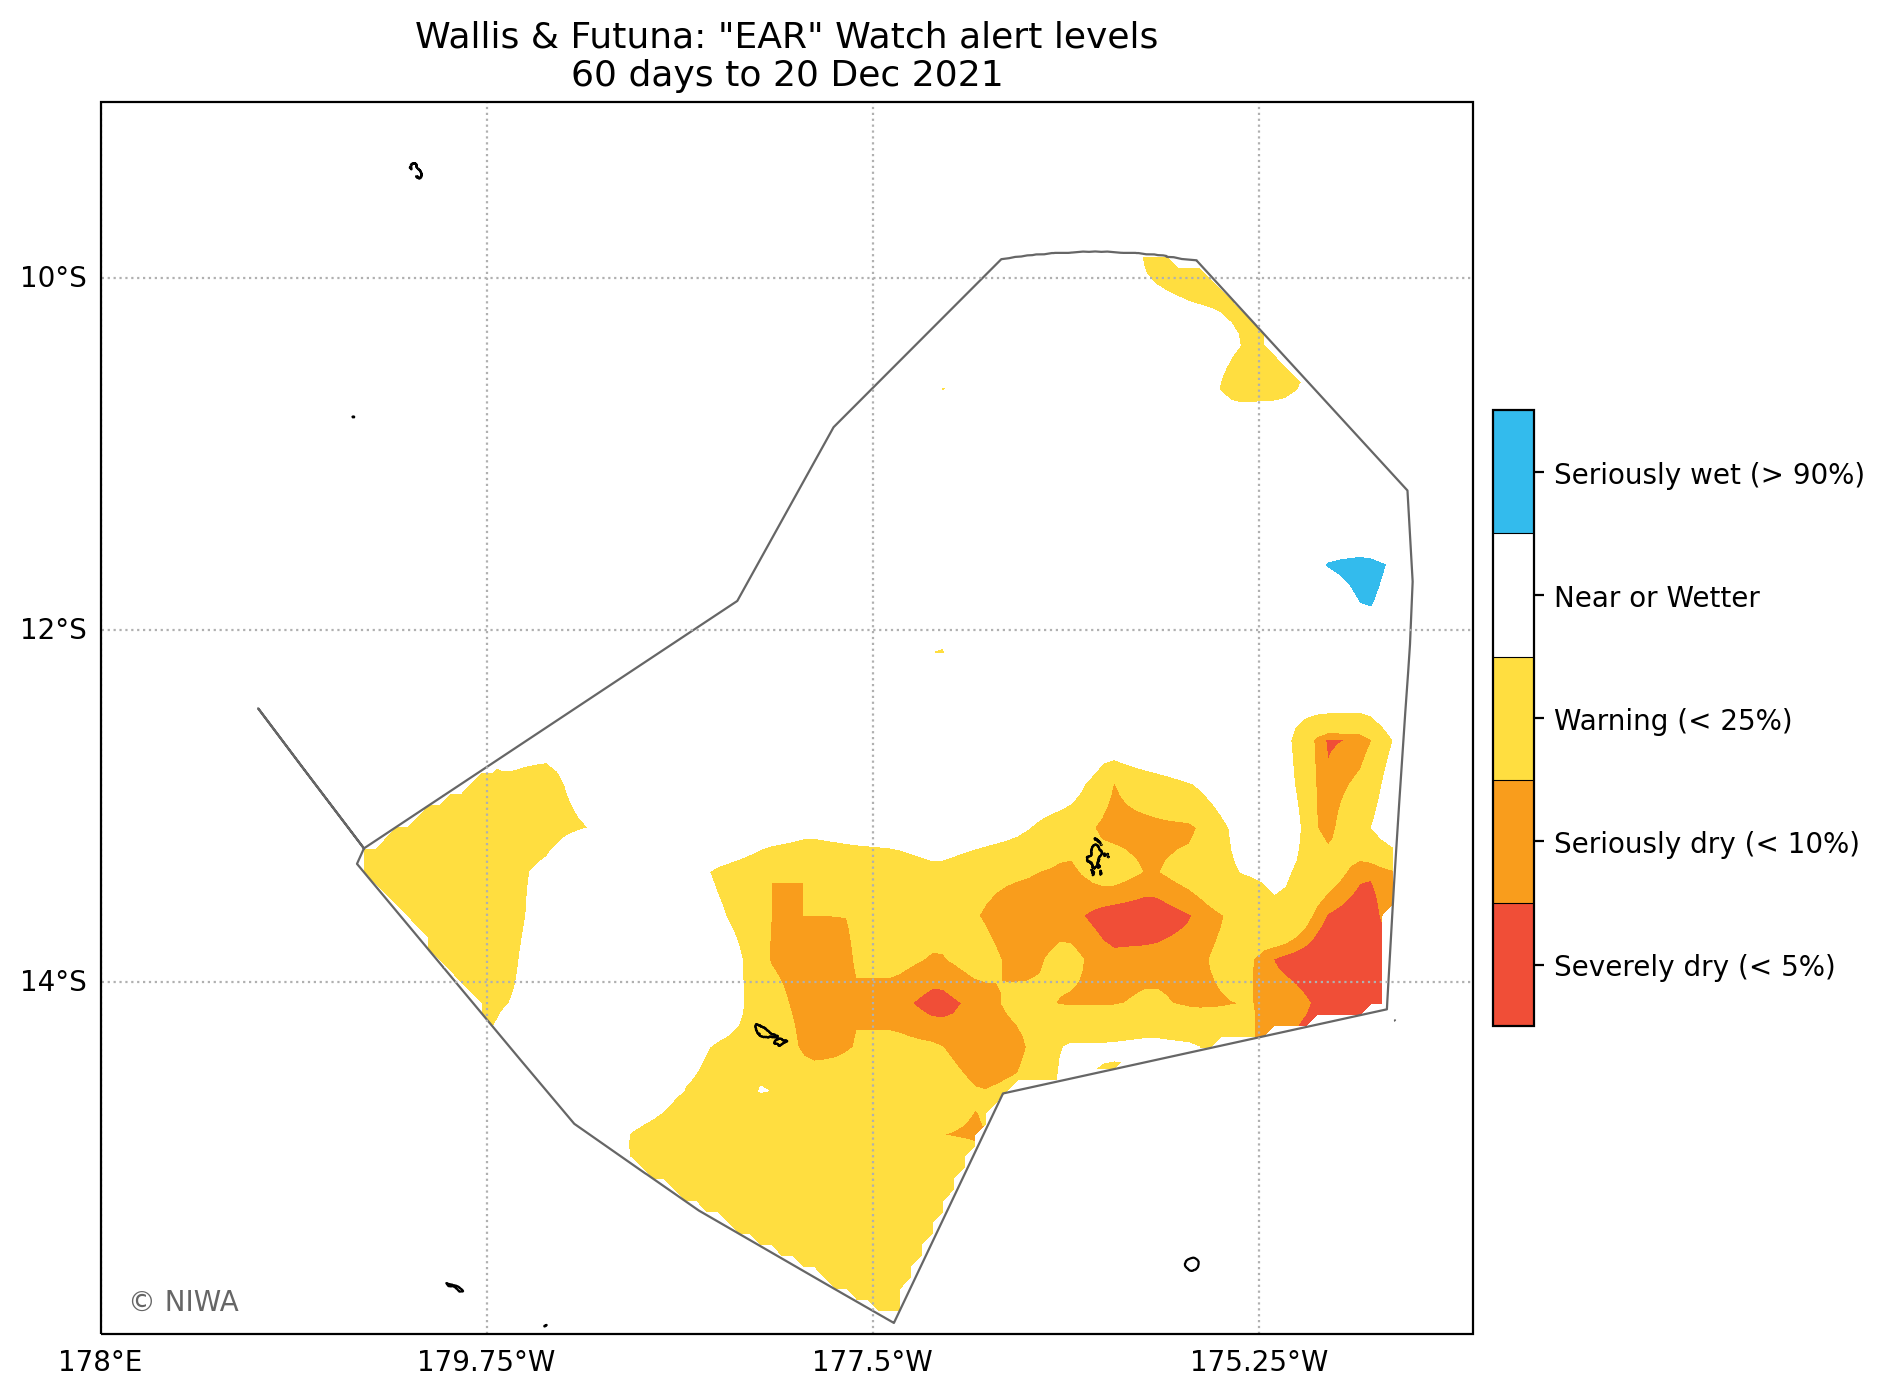 Wallis & Futuna: "EAR" Watch alert levels
60 days to 20 Dec 2021
10°S
12°S
14°S
178°E
179.75°W
177.5°W
175.25°W
Seriously wet (> 90%)
Near or Wetter
Warning (< 25%)
Seriously dry (< 10%)
Severely dry (< 5%)
© NIWA